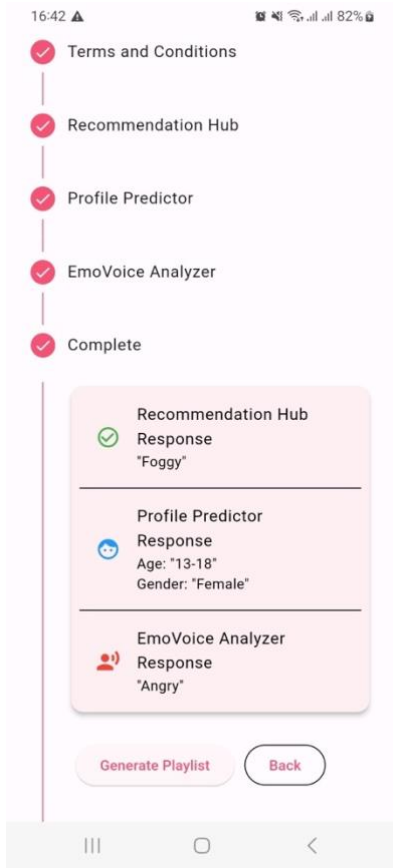 16:42 82%
Terms and Conditions
Recommendation Hub
Profile Predictor
EmoVoice Analyzer
Complete
Recommendation Hub
Response
"Foggy"
Profile Predictor
Response
Age: "13-18"
Gender: "Female"
EmoVoice Analyzer
Response
"Angry"
Generate Playlist Back